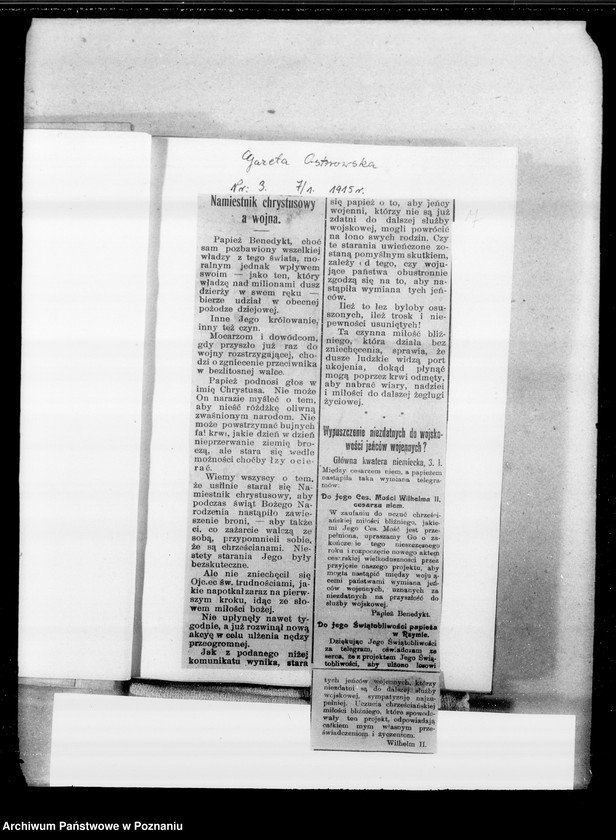 Gazeta Ostrowska
Nr: 3. 7/1. 1915 r.
Namiestnik chrystusowy
a wojna.
Papież Benedykt, choć
sam pozbawiony wszelkiej
władzy z tego świata, mo-
ralnym jednak wpływem
swoim — jako ten, który
władzę nad milionami dusz
dzierży w swem ręku —
bierze udział w obecnej
pożodze dziejowej.
Inne Jego królowanie,
inny też czyn.
Mocarzom i dowódcom,
gdy przyszło już raz do
wojny rozstrzygającej, cho-
dzi o zgniecenie przeciwnika
w bezlitosnej walce.
Papież podnosi głos w
imię Chrystusa. Nie może
On narazie myśleć o tem,
aby nieść różdżkę oliwną
zwaśnionym narodom. Nie
może powstrzymać bujnych
fal krwi, jakie dzień w dzień
nieprzerwanie ziemię bro-
czą, ale stara się wedle
możności choćby łzy ocie-
rać.
Wiemy wszyscy o tem,
że usilnie starał się Na-
miestnik chrystusowy, aby
podczas świąt Bożego Na-
rodzenia nastąpiło zawie-
szenie broni, — aby także
ci, co zażarcie walczą ze
sobą, przypomnieli sobie,
że są chrześcianami. Nie-
stety starania Jego były
bezskuteczne.
Ale nie zniechęcił się
Ojciec św. trudnościami, ja-
kie napotkał zaraz na pierw-
szym kroku, idąc ze sło-
wem miłości bożej.
Nie upłynęły nawet ty-
godnie, a już rozwinął nową
akcyę w celu ulżenia nędzy
przeogromnej.
Jak z podanego niżej
komunikatu wynika, stara
się papież o to, aby jeńcy
wojenni, którzy nie są już
zdatni do dalszej służby
wojskowej, mogli powrócić
na łono swych rodzin. Czy
te starania uwieńczone zo-
staną pomyślnym skutkiem,
zależy od tego, czy woju-
jące państwa obustronnie
zgodzą się na to, aby na-
stąpiła wymiana tych jeń-
ców.
Ileż to łez byłoby osu-
szonych, ileż trosk i nie-
pewności usuniętych!
Ta czynna miłość bliź-
niego, która działa bez
zniechęcenia, sprawia, że
dusze ludzkie widzą port
ukojenia, dokąd płynąć
mogą poprzez krwi odmęty,
aby nabrać wiary, nadziei
i miłości do dalszej żeglugi
życiowej.
* * *
Wypuszczenie niezdatnych do wojsko-
wości jeńców wojennych?
Główna kwatera niemiecka, 3. 1.
Między cesarzem niem. a papieżem
nastąpiła taka wymiana telegra-
mów:
Do jego Ces. Mości Wilhelma II.
cesarza niem.
W zaufaniu do uczuć chrześci-
ańskiej miłości bliźniego, jakie-
mi Jego Ces. Mość jest prze-
pełniona, upraszamy Go o za-
kończenie tego nieszczęsnego
roku i rozpoczęcie nowego aktem
cesarskiej wielkoduszności przez
przyjęcie naszego projektu, aby
mogła nastąpić między wojuj-
ącemi państwami wymiana jeń-
ców wojennych, uznanych za
niezdatnych na przyszłość do
służby wojskowej.
Papież Benedykt.
Do jego Świątobliwości papieża
w Rzymie.
Dziękując Jego Świątobliwości
za telegram, oświadczam ze
serca, że z projektem Jego Świą-
tobliwości, aby ulżono losowi
tych jeńców wojennych, którzy
niezdatni są do dalszej służby
wojskowej, sympatyzuję najzu-
pełniej. Uczucia chrześciańskiej
miłości bliźniego, które spowodo-
wały ten projekt, odpowiadają
całkiem mym własnym prze-
świadczeniom i życzeniom.
Wilhelm II.
Archiwum Państwowe w Poznaniu